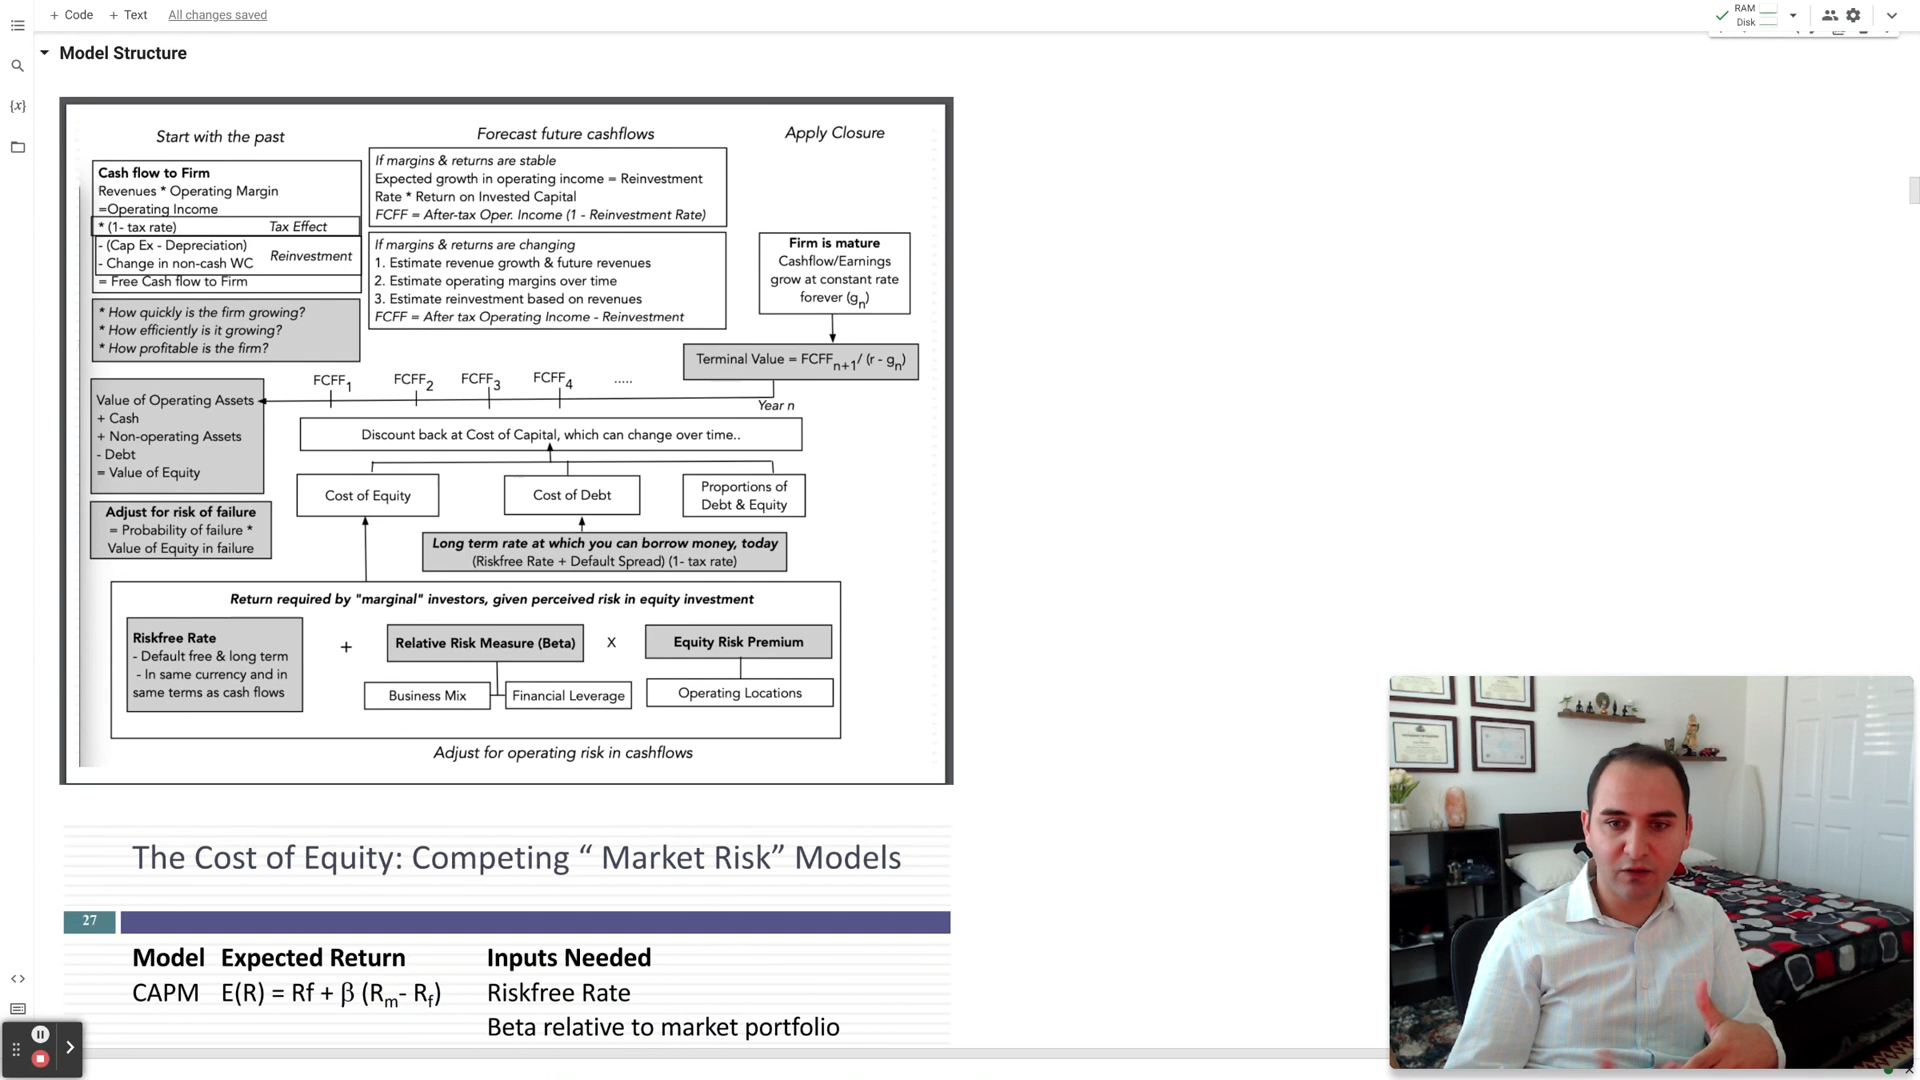 + Code + Text All changes saved
RAM
Disk
Model Structure
{x}
Start with the past
Forecast future cashflows
Apply Closure
Cash flow to Firm
Revenues * Operating Margin
=Operating Income
* (1- tax rate) Tax Effect
- (Cap Ex - Depreciation)
- Change in non-cash WC
Reinvestment
= Free Cash flow to Firm
* How quickly is the firm growing?
* How efficiently is it growing?
* How profitable is the firm?
If margins & returns are stable
Expected growth in operating income = Reinvestment
Rate * Return on Invested Capital
FCFF = After-tax Oper. Income (1 - Reinvestment Rate)
If margins & returns are changing
1. Estimate revenue growth & future revenues
2. Estimate operating margins over time
3. Estimate reinvestment based on revenues
FCFF = After tax Operating Income - Reinvestment
Firm is mature
Cashflow/Earnings
grow at constant rate
forever (gn)
Terminal Value = FCFFn+1/ (r - gn)
FCFF1 FCFF2 FCFF3 FCFF4 .....
Year n
Value of Operating Assets
+ Cash
+ Non-operating Assets
- Debt
= Value of Equity
Discount back at Cost of Capital, which can change over time..
Cost of Equity
Cost of Debt
Proportions of
Debt & Equity
Adjust for risk of failure
= Probability of failure *
Value of Equity in failure
Long term rate at which you can borrow money, today
(Riskfree Rate + Default Spread) (1- tax rate)
Return required by "marginal" investors, given perceived risk in equity investment
Riskfree Rate
- Default free & long term
- In same currency and in
same terms as cash flows
+
Relative Risk Measure (Beta)
X
Equity Risk Premium
Business Mix
Financial Leverage
Operating Locations
Adjust for operating risk in cashflows
The Cost of Equity: Competing “ Market Risk” Models
27
Model Expected Return Inputs Needed
CAPM E(R) = Rf + β (Rm- Rf) Riskfree Rate
Beta relative to market portfolio